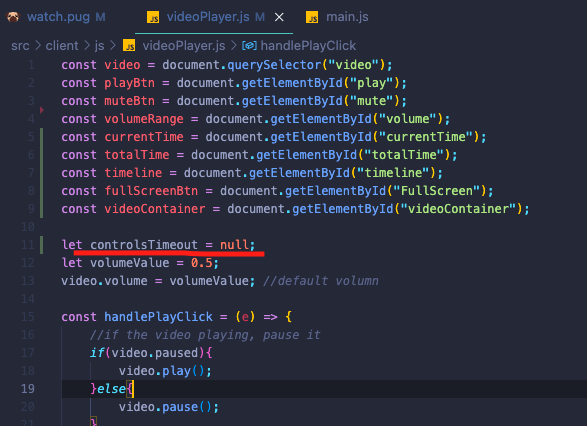 watch.pug M JS videoPlayer.js M × JS main.js
src > client > js > JS videoPlayer.js > handlePlayClick
1 const video = document.querySelector("video");
2 const playBtn = document.getElementById("play");
3 const muteBtn = document.getElementById("mute");
4 const volumeRange = document.getElementById("volume");
5 const currentTime = document.getElementById("currentTime");
6 const totalTime = document.getElementById("totalTime");
7 const timeline = document.getElementById("timeline");
8 const fullScreenBtn = document.getElementById("FullScreen");
9 const videoContainer = document.getElementById("videoContainer");
10
11 let controlsTimeout = null;
12 let volumeValue = 0.5;
13 video.volume = volumeValue; //default volumn
14
15 const handlePlayClick = (e) => {
16 //if the video playing, pause it
17 if(video.paused){
18 video.play();
19 }else{
20 video.pause();
21 }